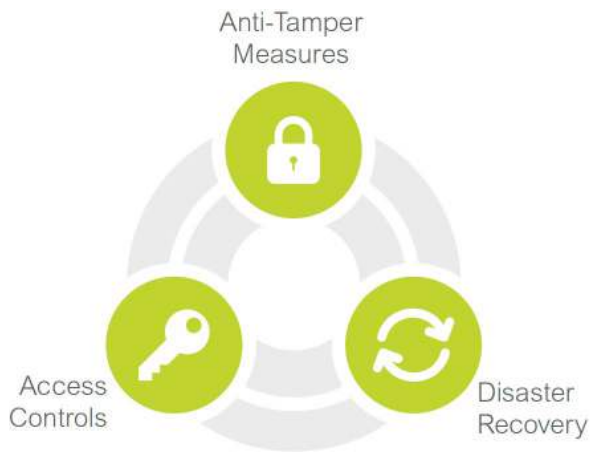 Anti-Tamper
Measures
Access
Controls
Disaster
Recovery